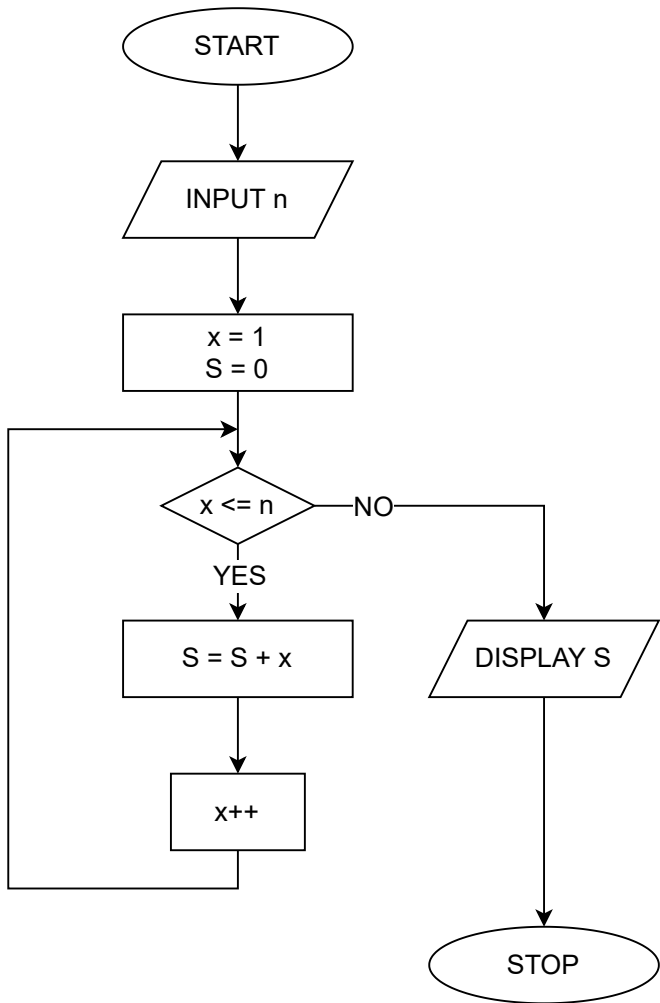 START
INPUT n
x = 1
S = 0
x <= n
NO
YES
S = S + x
DISPLAY S
x++
STOP